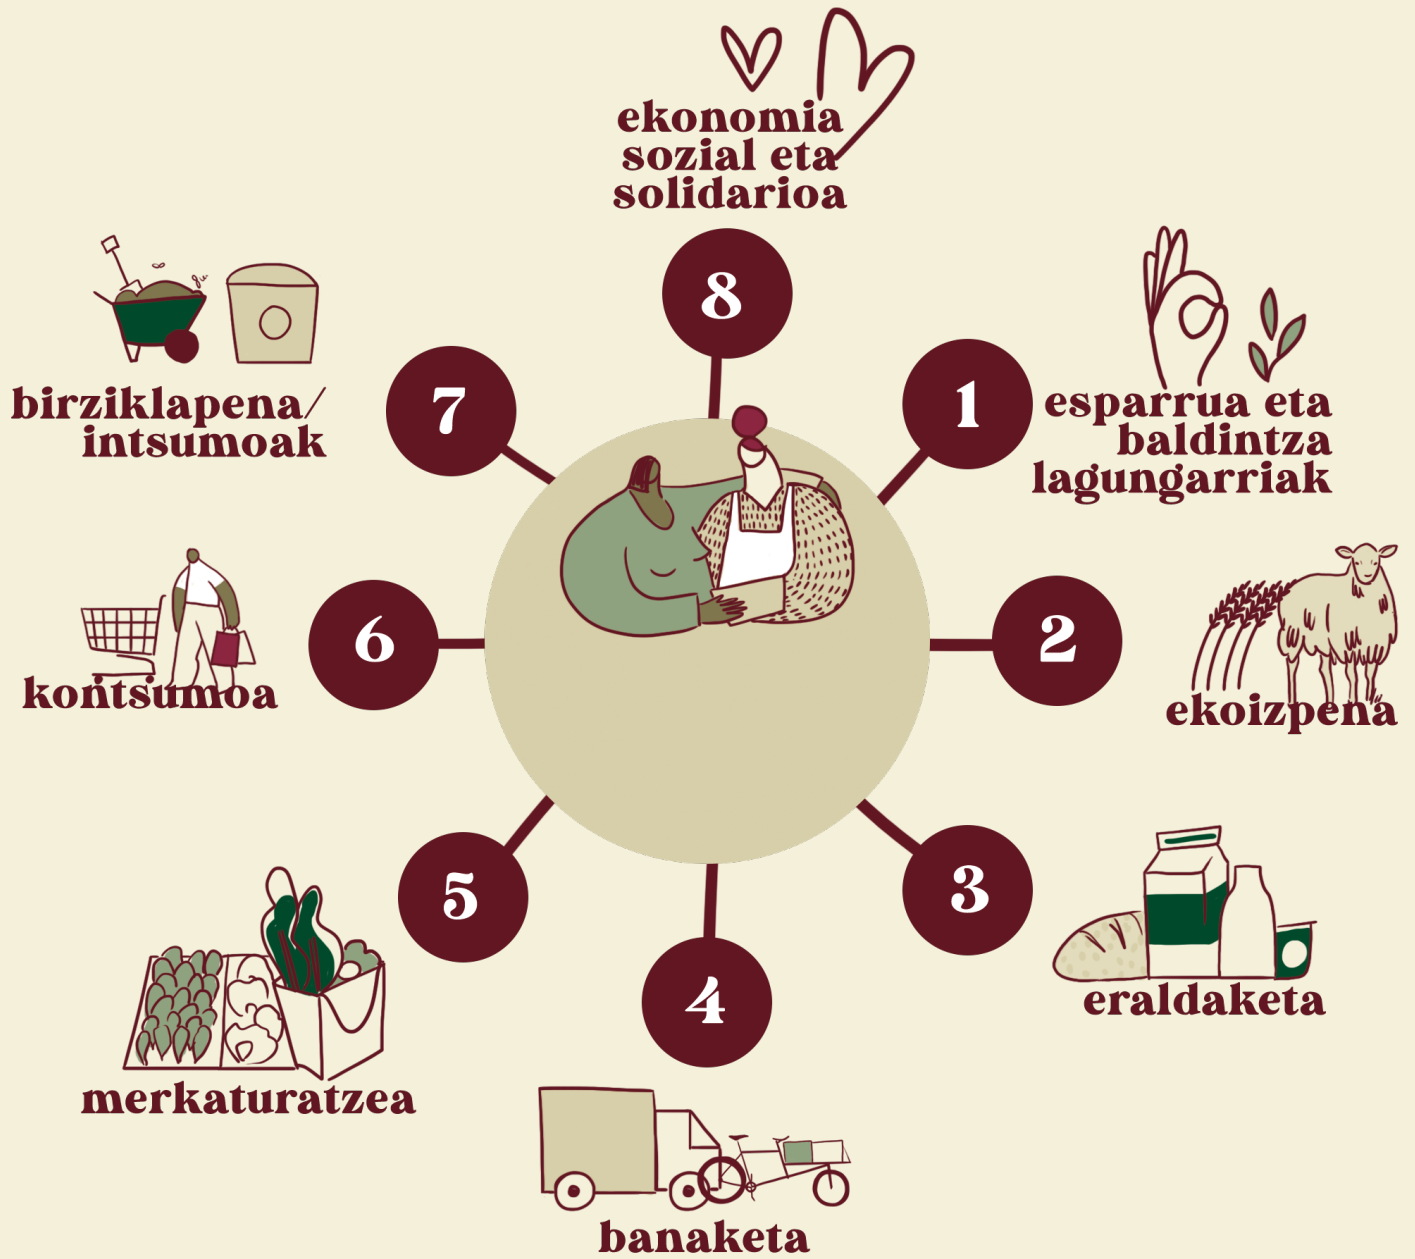 ekonomia
sozial eta
solidarioa
8
1
esparrua eta
baldintza
lagungarriak
2
ekoizpena
3
eraldaketa
4
banaketa
5
merkaturatzea
6
kontsumoa
7
birziklapena/
intsumoak